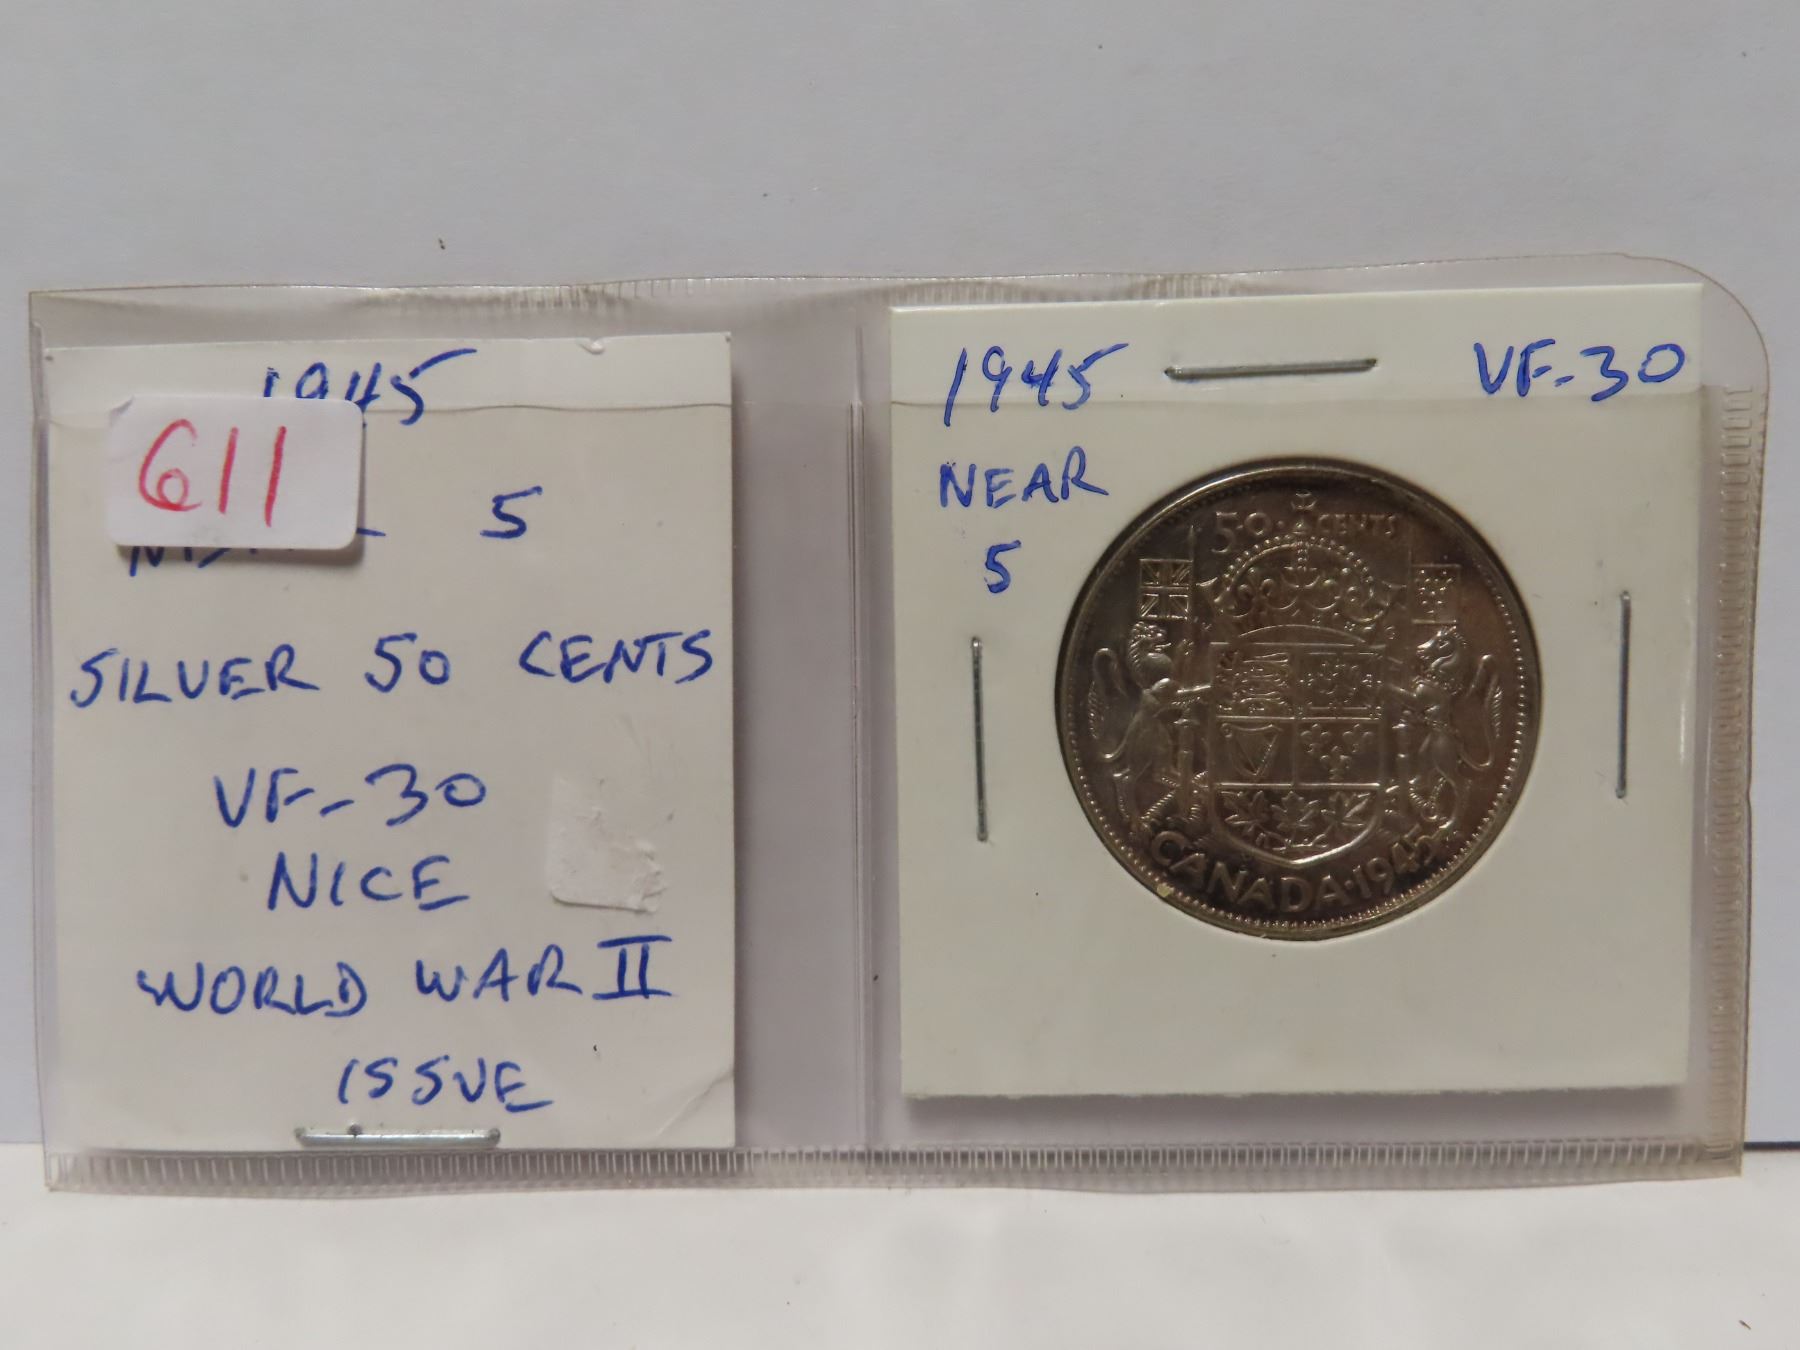 1945
611
5
SILVER 50 CENTS
VF-30
NICE
WORLD WAR II
ISSUE
1945 VF-30
NEAR
5
50 CENTS
CANADA·1945